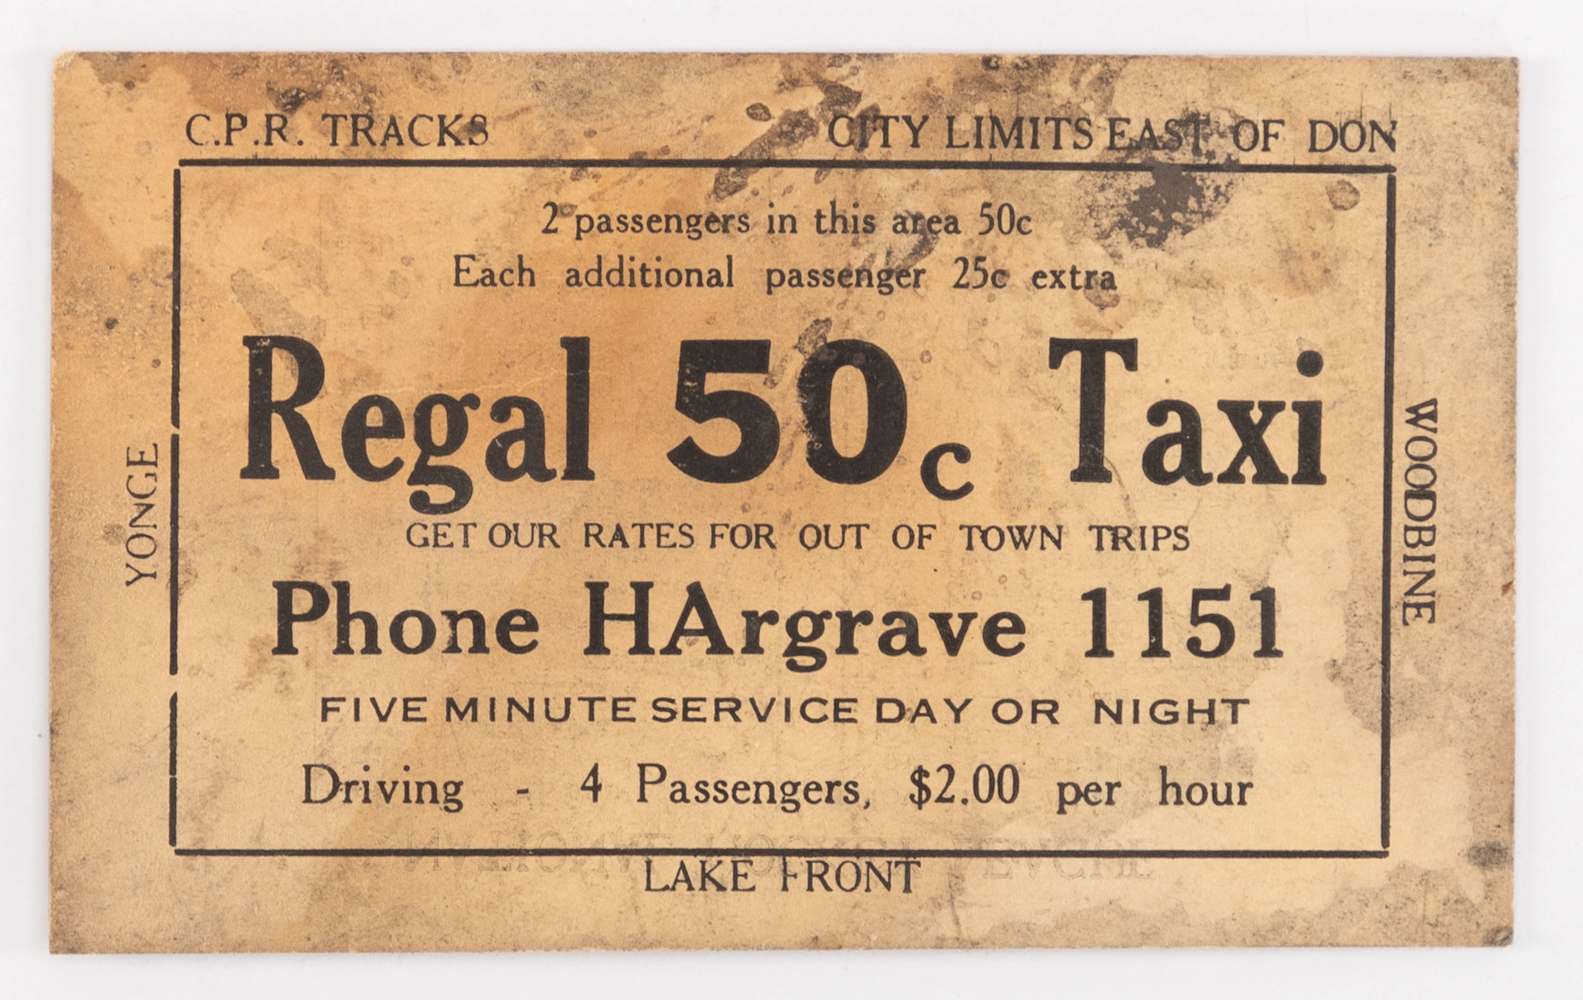 C.P.R. TRACKS CITY LIMITS EAST OF DON
2 passengers in this area 50c
Each additional passenger 25c extra
Regal 50c Taxi
YONGE
WOODBINE
GET OUR RATES FOR OUT OF TOWN TRIPS
Phone HArgrave 1151
FIVE MINUTE SERVICE DAY OR NIGHT
Driving - 4 Passengers, $2.00 per hour
LAKE FRONT